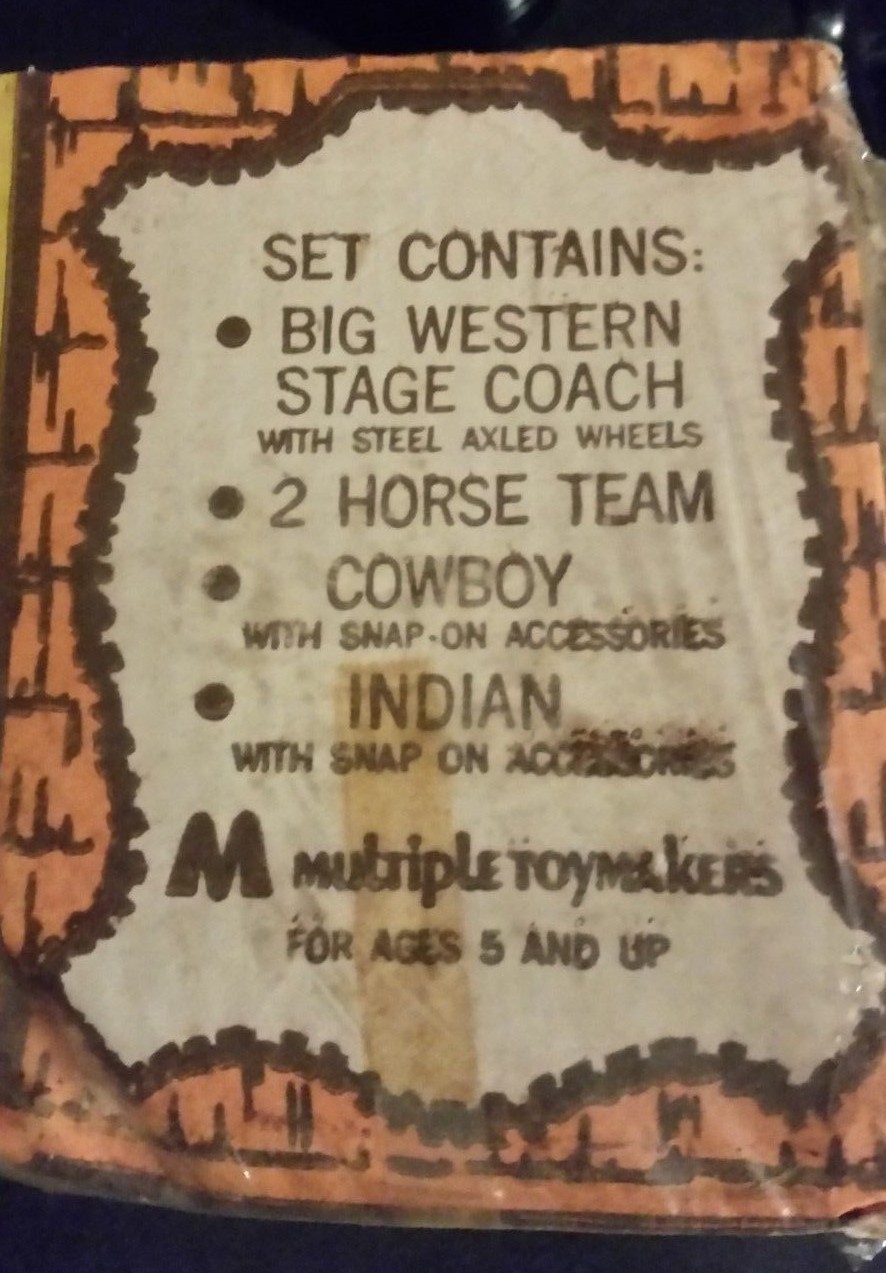 SET CONTAINS:
• BIG WESTERN
STAGE COACH
WITH STEEL AXLED WHEELS
• 2 HORSE TEAM
• COWBOY
WITH SNAP-ON ACCESSORIES
• INDIAN
WITH SNAP ON ACCESSORIES
M MULTIPLE TOYMAKERS
FOR AGES 5 AND UP